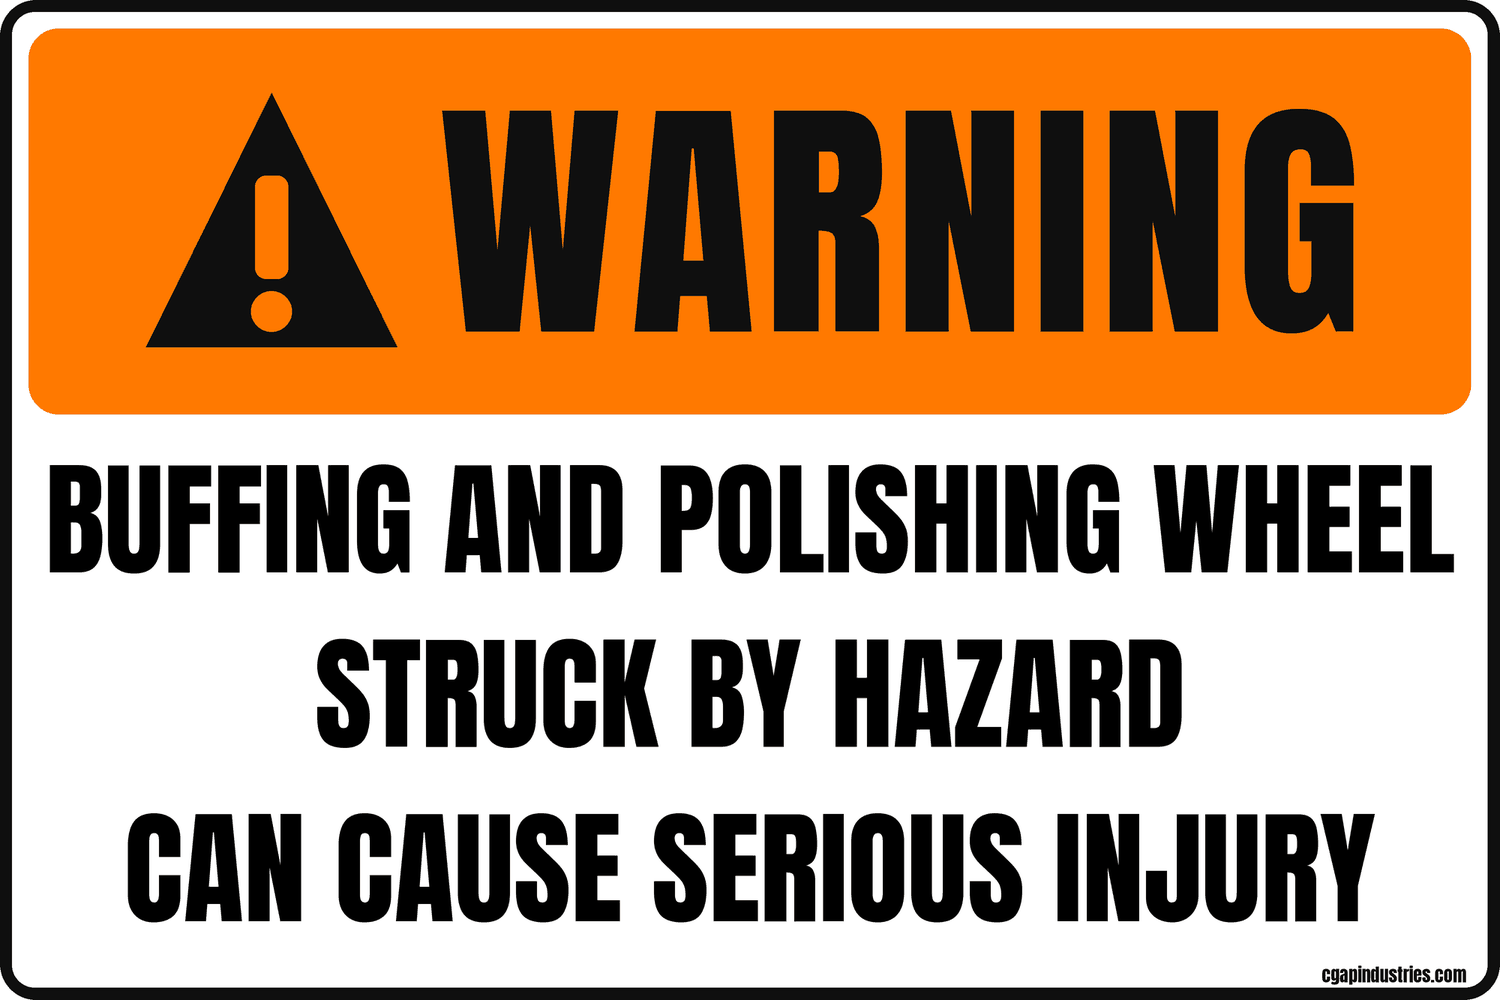 WARNING
BUFFING AND POLISHING WHEEL
STRUCK BY HAZARD
CAN CAUSE SERIOUS INJURY
cgapindustries.com